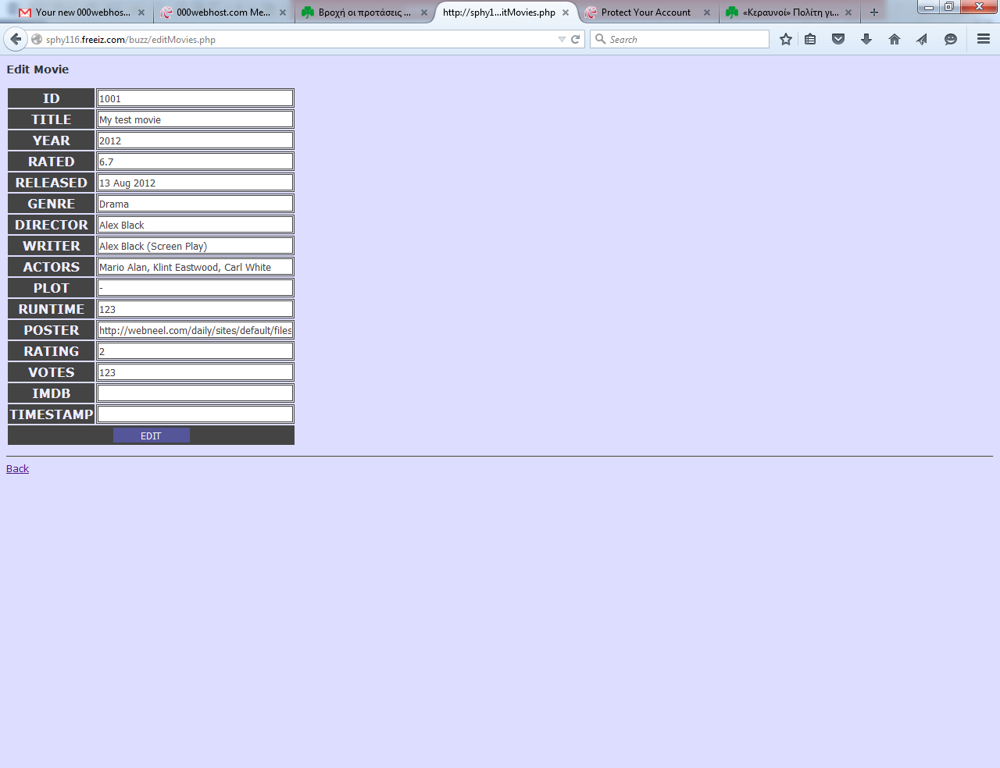 Your new 000webhos...
000webhost.com Me...
Βροχή οι προτάσεις ...
http://sphy1...itMovies.php
Protect Your Account
«Κεραυνοί» Πολίτη γι...
sphy116.freeiz.com/buzz/editMovies.php
Search
Edit Movie
ID 1001
TITLE My test movie
YEAR 2012
RATED 6.7
RELEASED 13 Aug 2012
GENRE Drama
DIRECTOR Alex Black
WRITER Alex Black (Screen Play)
ACTORS Mario Alan, Klint Eastwood, Carl White
PLOT -
RUNTIME 123
POSTER http://webneel.com/daily/sites/default/files
RATING 2
VOTES 123
IMDB
TIMESTAMP
EDIT
Back